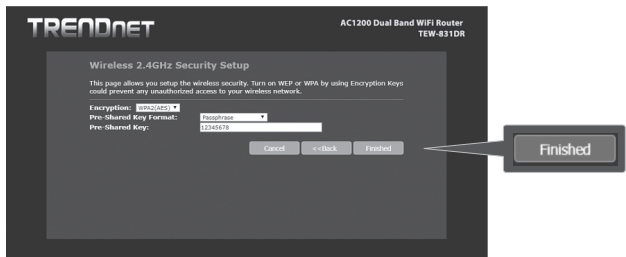 TRENDNET
AC1200 Dual Band WiFi Router
TEW-831DR
Wireless 2.4GHz Security Setup
This page allows you setup the wireless security. Turn on WEP or WPA by using Encryption Keys
could prevent any unauthorized access to your wireless network.
Encryption: WPA2(AES)
Pre-Shared Key Format: Passphrase
Pre-Shared Key: 12345678
Cancel <<Back Finished
Finished